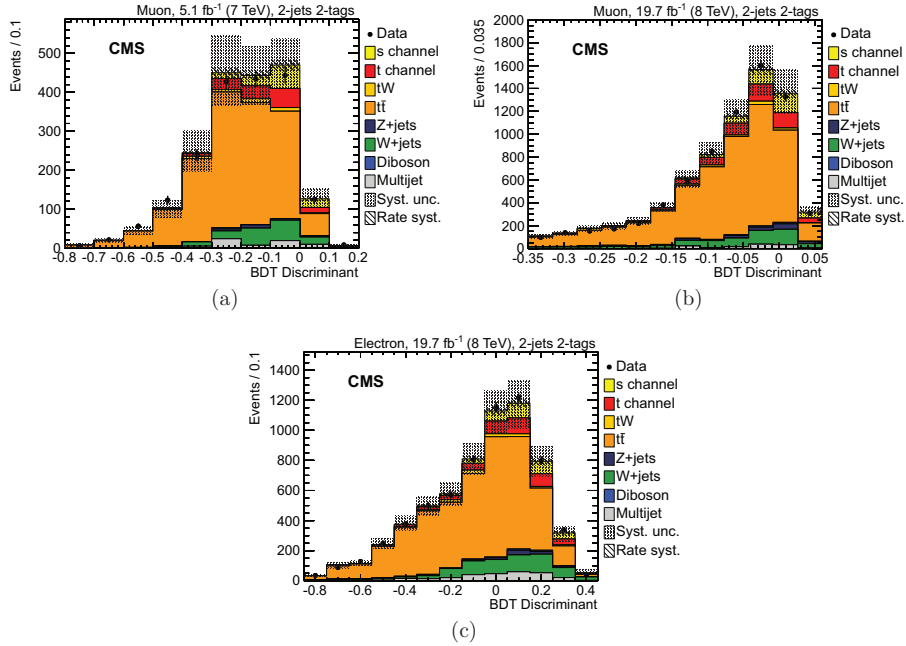 Muon, 5.1 fb⁻¹ (7 TeV), 2-jets 2-tags
Events / 0.1
500
400
300
200
100
0
CMS
Data
s channel
t channel
tW
tt̄
Z+jets
W+jets
Diboson
Multijet
Syst. unc.
Rate syst.
-0.8 -0.7 -0.6 -0.5 -0.4 -0.3 -0.2 -0.1 0 0.1 0.2
BDT Discriminant
(a)
Muon, 19.7 fb⁻¹ (8 TeV), 2-jets 2-tags
Events / 0.035
2000
1800
1600
1400
1200
1000
800
600
400
200
0
CMS
Data
s channel
t channel
tW
tt̄
Z+jets
W+jets
Diboson
Multijet
Syst. unc.
Rate syst.
-0.35 -0.3 -0.25 -0.2 -0.15 -0.1 -0.05 0 0.05
BDT Discriminant
(b)
Electron, 19.7 fb⁻¹ (8 TeV), 2-jets 2-tags
Events / 0.1
1400
1200
1000
800
600
400
200
0
CMS
Data
s channel
t channel
tW
tt̄
Z+jets
W+jets
Diboson
Multijet
Syst. unc.
Rate syst.
-0.8 -0.6 -0.4 -0.2 0 0.2 0.4
BDT Discriminant
(c)